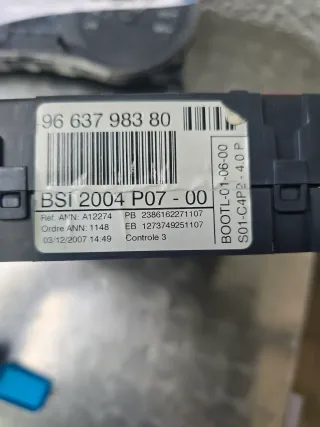 96 637 983 80
BSI 2004 P07 - 00
Ref. ANN: A12274 PB 2386162271107
Ordre ANN: 1148 EB 1273749251107
03/12/2007 14:49 Controle 3
BOOTL-01-06-00
S01-C4P2 - 4.0 P